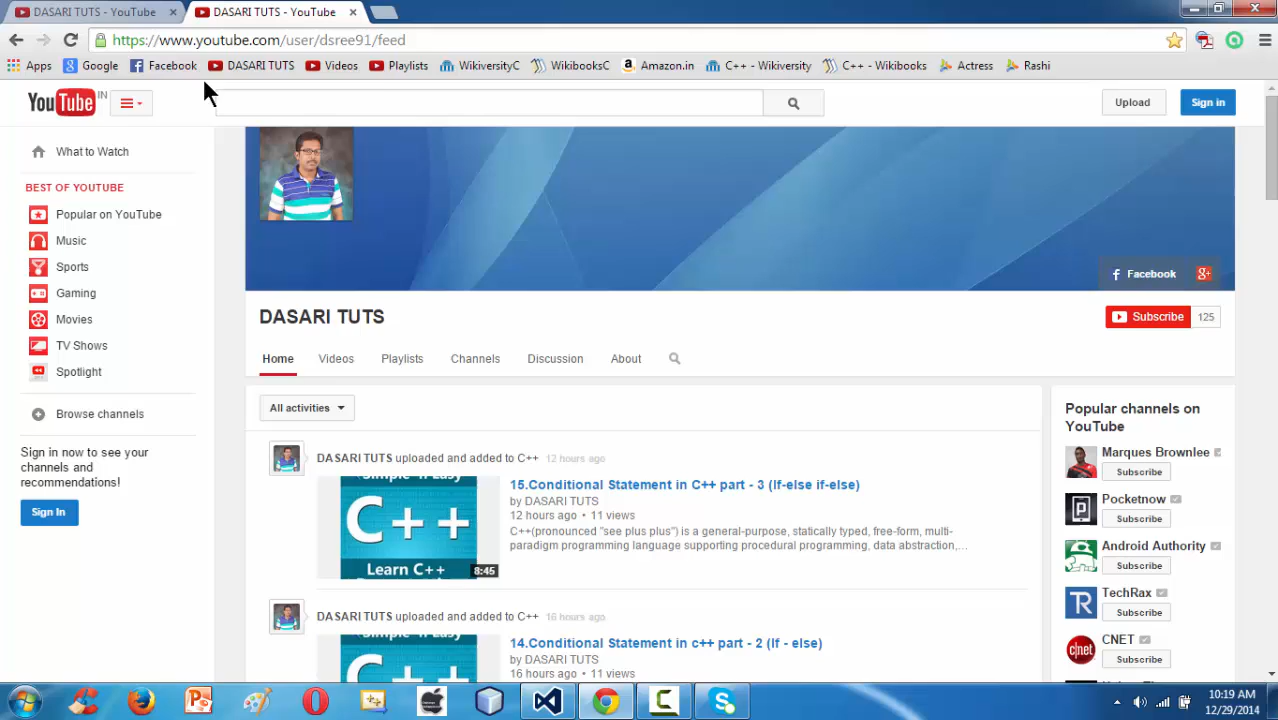 DASARI TUTS - YouTube
DASARI TUTS - YouTube
https://www.youtube.com/user/dsree91/feed
Apps
Google
Facebook
DASARI TUTS
Videos
Playlists
WikiversityC
WikibooksC
Amazon.in
C++ - Wikiversity
C++ - Wikibooks
Actress
Rashi
YouTube IN
Upload
Sign in
What to Watch
BEST OF YOUTUBE
Popular on YouTube
Music
Sports
Gaming
Movies
TV Shows
Spotlight
Browse channels
Sign in now to see your
channels and
recommendations!
Sign In
Facebook
DASARI TUTS
Subscribe 125
Home Videos Playlists Channels Discussion About
All activities
DASARI TUTS uploaded and added to C++ 12 hours ago
C++
Learn C++
8:45
15.Conditional Statement in C++ part - 3 (If-else if-else)
by DASARI TUTS
12 hours ago • 11 views
C++(pronounced "see plus plus") is a general-purpose, statically typed, free-form, multi-
paradigm programming language supporting procedural programming, data abstraction,...
DASARI TUTS uploaded and added to C++ 16 hours ago
14.Conditional Statement in c++ part - 2 (If - else)
by DASARI TUTS
16 hours ago • 11 views
Popular channels on
YouTube
Marques Brownlee
Subscribe
Pocketnow
Subscribe
Android Authority
Subscribe
TechRax
Subscribe
CNET
Subscribe
10:19 AM
12/29/2014